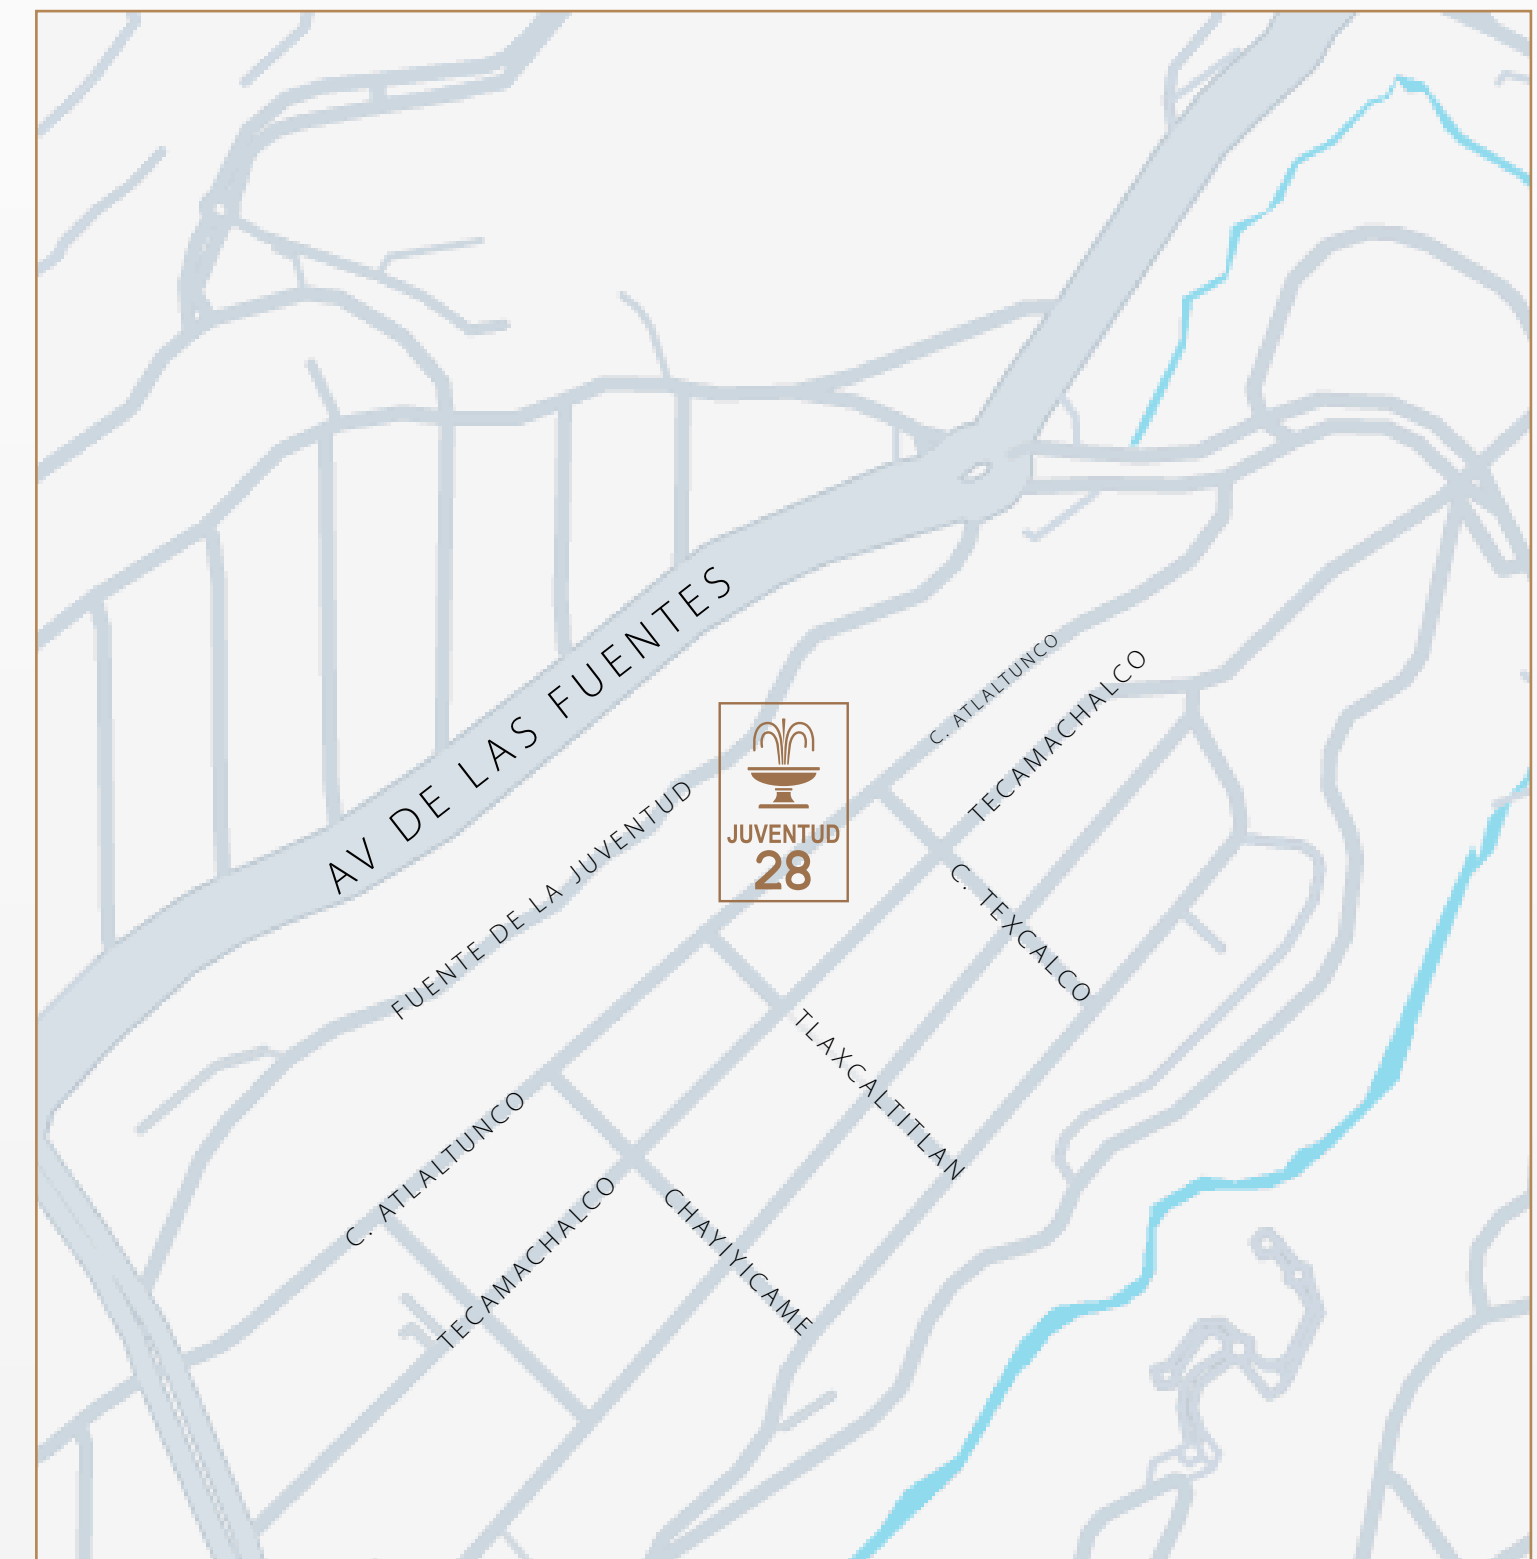 AV DE LAS FUENTES
C. ATLALTUNCO
TECAMACHALCO
FUENTE DE LA JUVENTUD
JUVENTUD
28
C. TEXCALCO
TLAXCALTITLAN
C. ATLALTUNCO
TECAMACHALCO
CHAYIYICAME